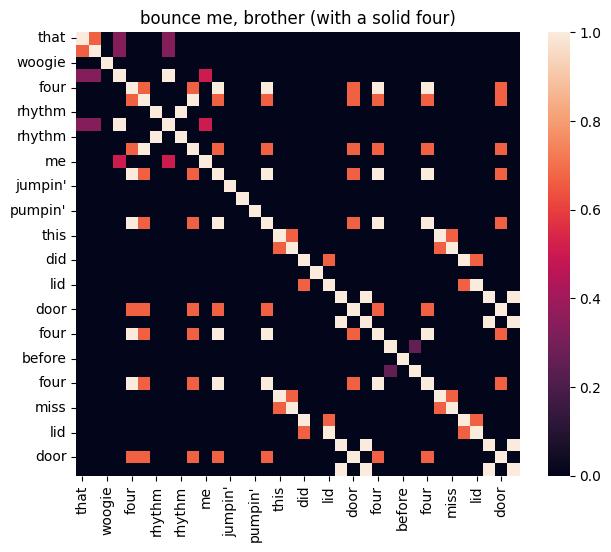 bounce me, brother (with a solid four)
that
woogie
four
rhythm
rhythm
me
jumpin'
pumpin'
this
did
lid
door
four
before
four
miss
lid
door
that
woogie
four
rhythm
rhythm
me
jumpin'
pumpin'
this
did
lid
door
four
before
four
miss
lid
door
1.0
0.8
0.6
0.4
0.2
0.0